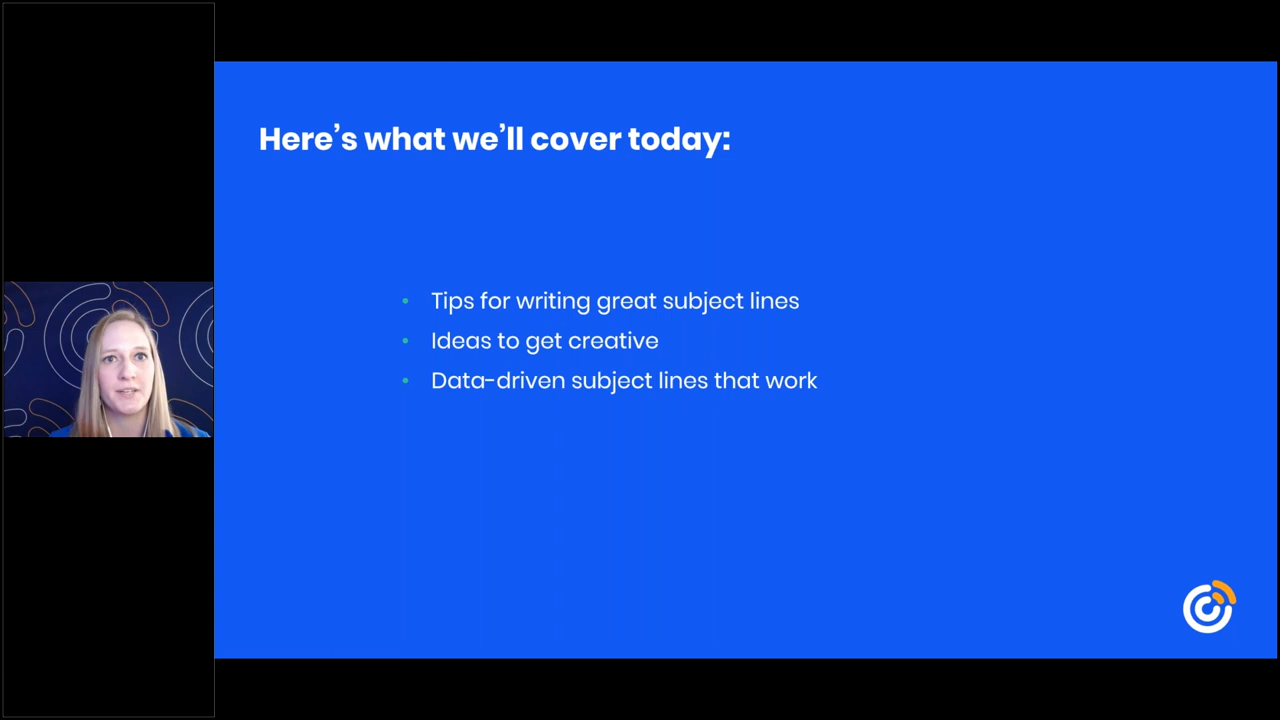 Here’s what we’ll cover today:
• Tips for writing great subject lines
• Ideas to get creative
• Data-driven subject lines that work